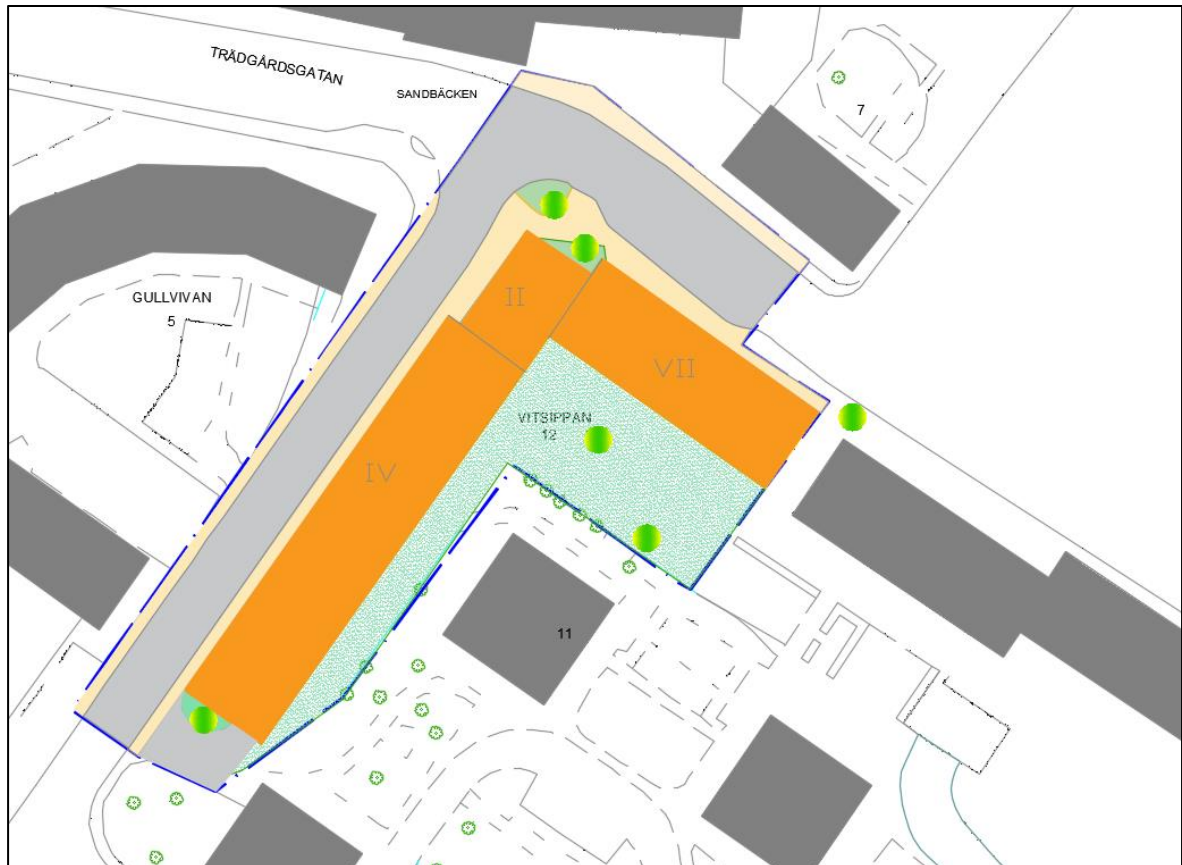 TRÄDGÅRDSGATAN
SANDBÄCKEN
7
GULLVIVAN
5
II
VII
VITSIPPAN
12
IV
11